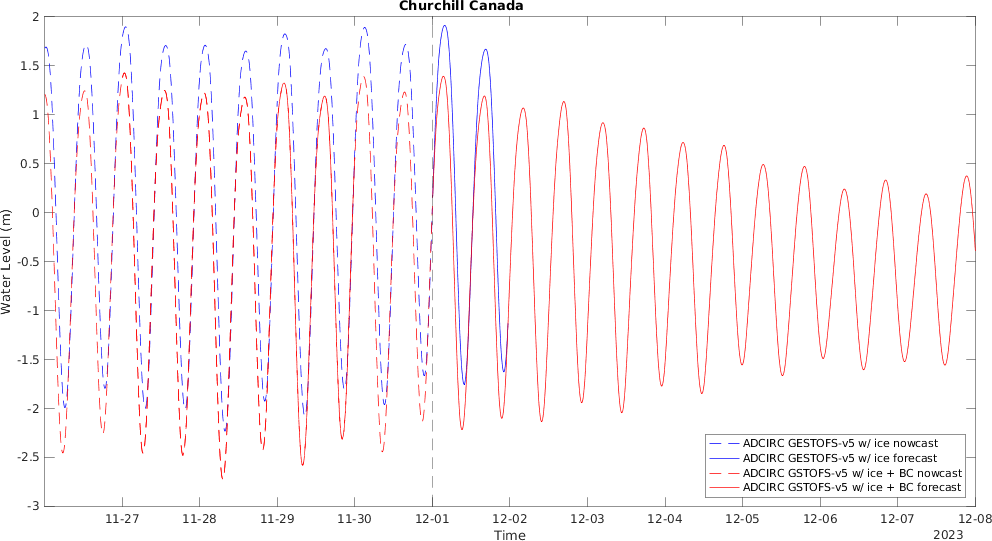 Churchill Canada
2
1.5
1
0.5
0
-0.5
-1
-1.5
-2
-2.5
-3
Water Level (m)
ADCIRC GESTOFS-v5 w/ ice nowcast
ADCIRC GESTOFS-v5 w/ ice forecast
ADCIRC GSTOFS-v5 w/ ice + BC nowcast
ADCIRC GSTOFS-v5 w/ ice + BC forecast
11-27 11-28 11-29 11-30 12-01 12-02 12-03 12-04 12-05 12-06 12-07 12-08
Time
2023